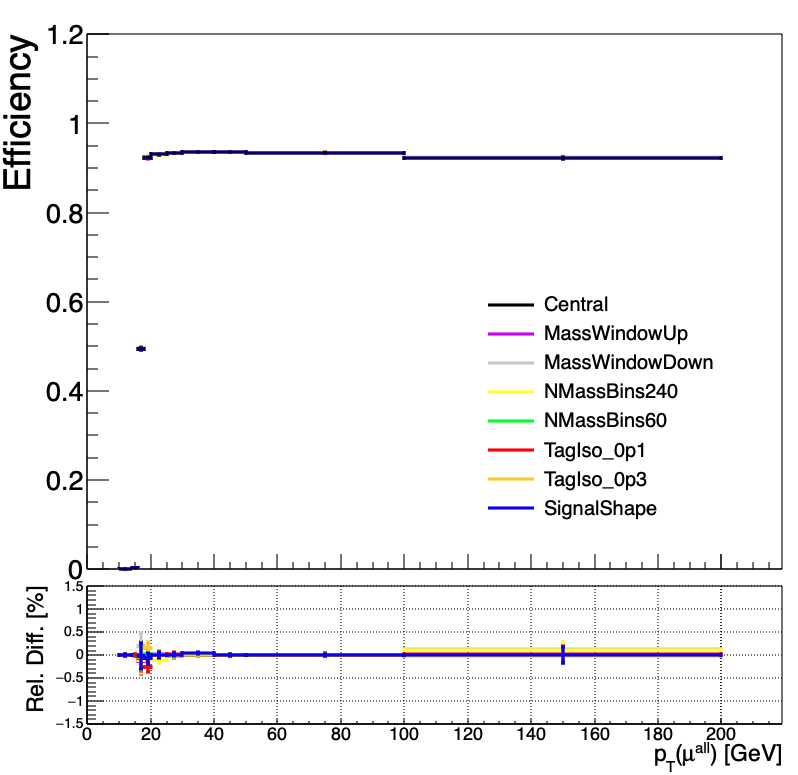 Efficiency
1.2
1
0.8
0.6
0.4
0.2
0
Central
MassWindowUp
MassWindowDown
NMassBins240
NMassBins60
TagIso_0p1
TagIso_0p3
SignalShape
Rel. Diff. [%]
1.5
1
0.5
0
−0.5
−1
−1.5
0 20 40 60 80 100 120 140 160 180 200
p_T(μ^all) [GeV]